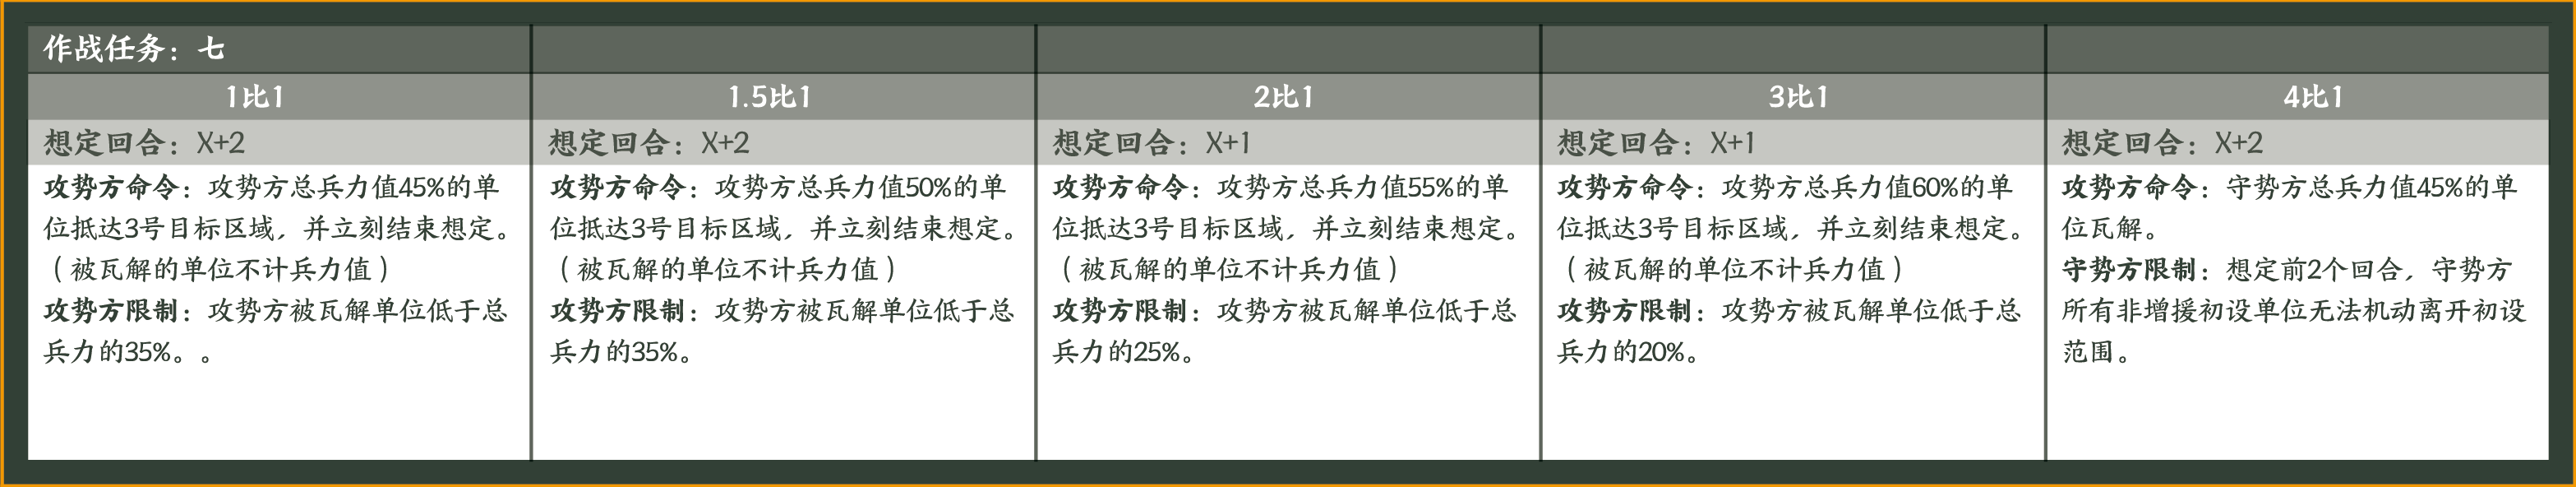 作战任务：七
1比1
想定回合：X+2
攻势方命令：攻势方总兵力值45%的单
位抵达3号目标区域，并立刻结束想定。
（被瓦解的单位不计兵力值）
攻势方限制：攻势方被瓦解单位低于总
兵力的35%。。
1.5比1
想定回合：X+2
攻势方命令：攻势方总兵力值50%的单
位抵达3号目标区域，并立刻结束想定。
（被瓦解的单位不计兵力值）
攻势方限制：攻势方被瓦解单位低于总
兵力的35%。
2比1
想定回合：X+1
攻势方命令：攻势方总兵力值55%的单
位抵达3号目标区域，并立刻结束想定。
（被瓦解的单位不计兵力值）
攻势方限制：攻势方被瓦解单位低于总
兵力的25%。
3比1
想定回合：X+1
攻势方命令：攻势方总兵力值60%的单
位抵达3号目标区域，并立刻结束想定。
（被瓦解的单位不计兵力值）
攻势方限制：攻势方被瓦解单位低于总
兵力的20%。
4比1
想定回合：X+2
攻势方命令：守势方总兵力值45%的单
位瓦解。
守势方限制：想定前2个回合，守势方
所有非增援初设单位无法机动离开初设
范围。